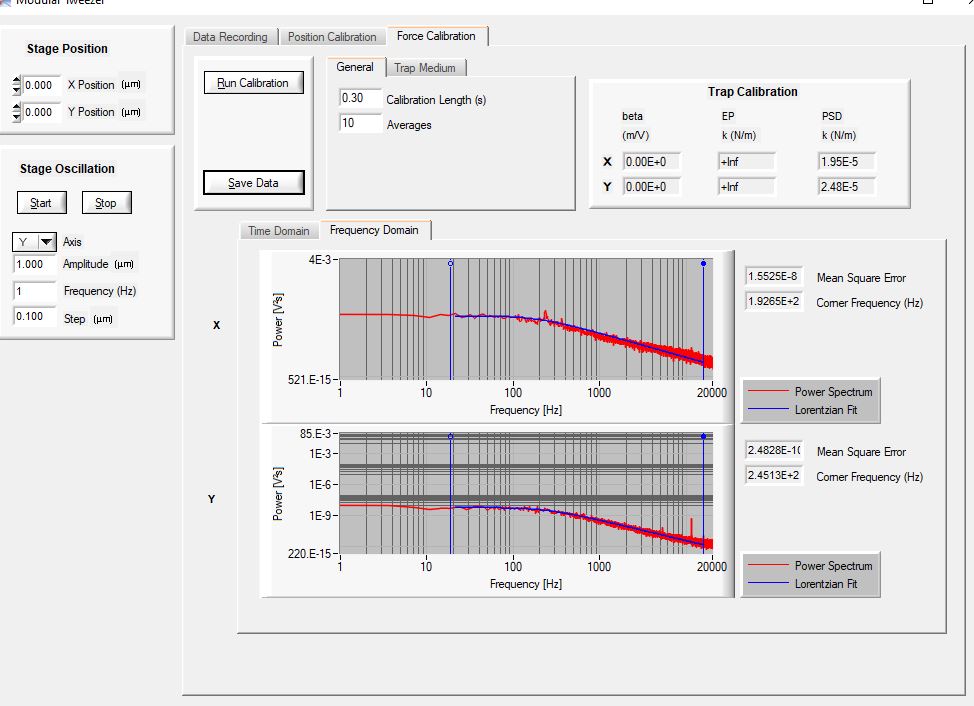 Modular Tweezer
Stage Position
0.000 X Position (µm)
0.000 Y Position (µm)
Stage Oscillation
Start Stop
Y Axis
1.000 Amplitude (µm)
1 Frequency (Hz)
0.100 Step (µm)
Data Recording Position Calibration Force Calibration
Run Calibration
Save Data
General Trap Medium
0.30 Calibration Length (s)
10 Averages
Trap Calibration
beta EP PSD
(m/V) k (N/m) k (N/m)
X 0.00E+0 +Inf 1.95E-5
Y 0.00E+0 +Inf 2.48E-5
Time Domain Frequency Domain
X
Power [V²s]
4E-3
521.E-15
1 10 100 1000 20000
Frequency [Hz]
1.5525E-8 Mean Square Error
1.9265E+2 Corner Frequency (Hz)
Power Spectrum
Lorentzian Fit
Y
Power [V²s]
85.E-3
1E-3
1E-6
1E-9
220.E-15
1 10 100 1000 20000
Frequency [Hz]
2.4828E-10 Mean Square Error
2.4513E+2 Corner Frequency (Hz)
Power Spectrum
Lorentzian Fit